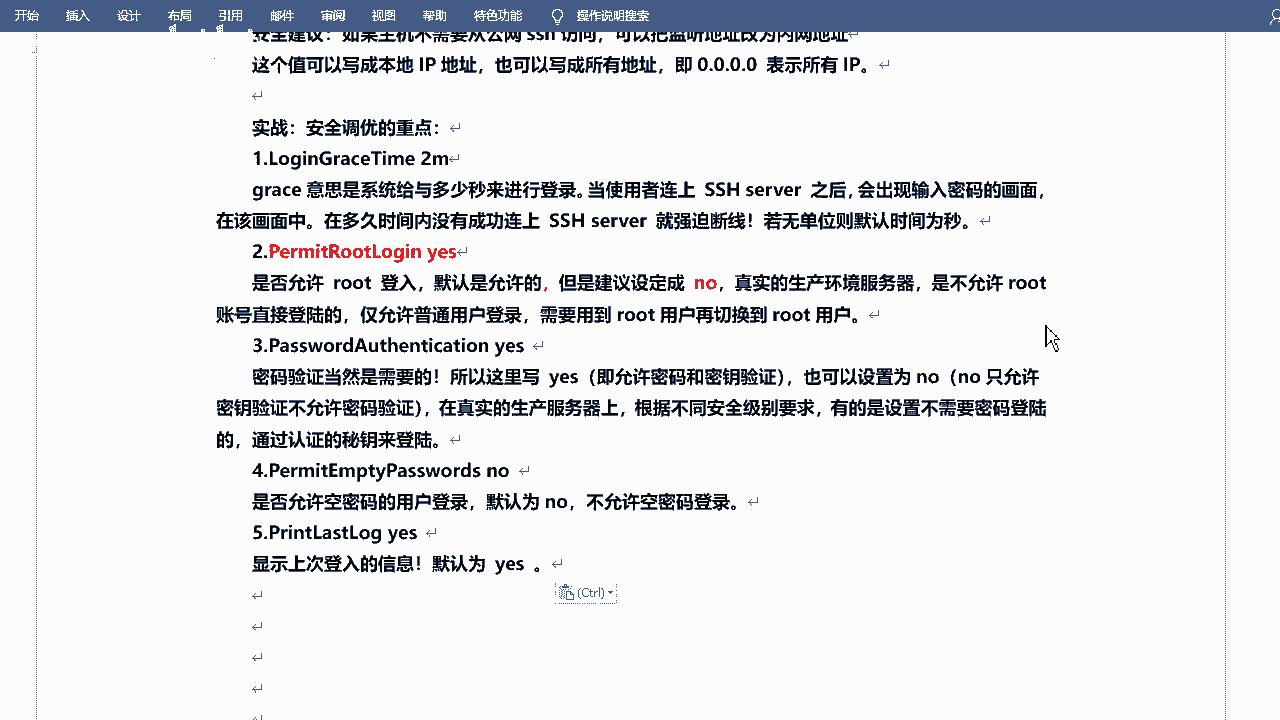 开始 插入 设计 布局 引用 邮件 审阅 视图 帮助 特色功能 操作说明搜索
安全建议：如果主机不需要从公网 ssh 访问，可以把监听地址改为内网地址
这个值可以写成本地 IP 地址，也可以写成所有地址，即 0.0.0.0 表示所有 IP。
实战：安全调优的重点：
1.LoginGraceTime 2m
grace 意思是系统给与多少秒来进行登录。当使用者连上 SSH server 之后，会出现输入密码的画面，
在该画面中。在多久时间内没有成功连上 SSH server 就强迫断线！若无单位则默认时间为秒。
2.PermitRootLogin yes
是否允许 root 登入，默认是允许的，但是建议设定成 no，真实的生产环境服务器，是不允许 root
账号直接登陆的，仅允许普通用户登录，需要用到 root 用户再切换到 root 用户。
3.PasswordAuthentication yes
密码验证当然是需要的！所以这里写 yes（即允许密码和密钥验证），也可以设置为 no（no 只允许
密钥验证不允许密码验证），在真实的生产服务器上，根据不同安全级别要求，有的是设置不需要密码登陆
的，通过认证的秘钥来登陆。
4.PermitEmptyPasswords no
是否允许空密码的用户登录，默认为 no，不允许空密码登录。
5.PrintLastLog yes
显示上次登入的信息！默认为 yes 。
(Ctrl)